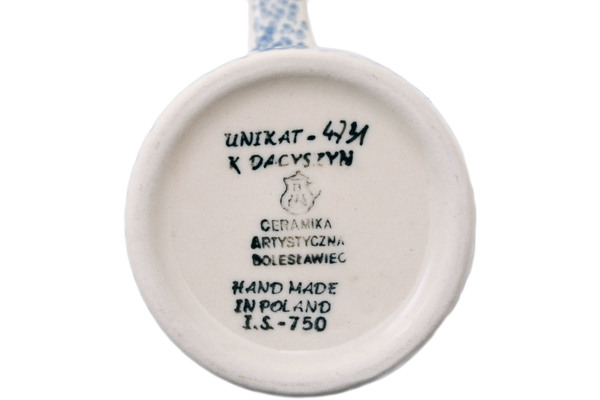 UNIKAT - 4731
K DACYSZYN
CERAMIKA
ARTYSTYCZNA
BOLESŁAWIEC
HAND MADE
IN POLAND
I.S.-750